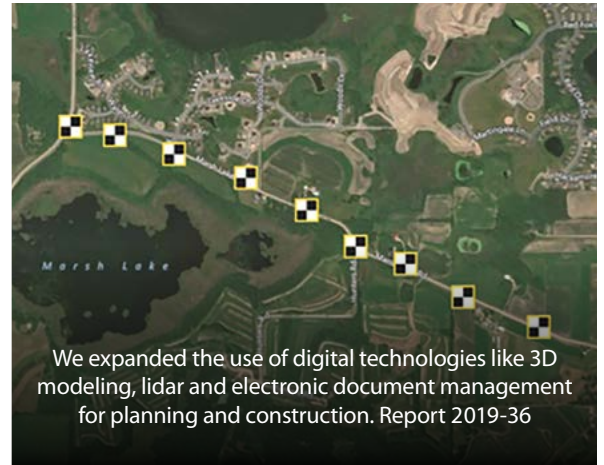 Marsh Lake
We expanded the use of digital technologies like 3D
modeling, lidar and electronic document management
for planning and construction. Report 2019-36